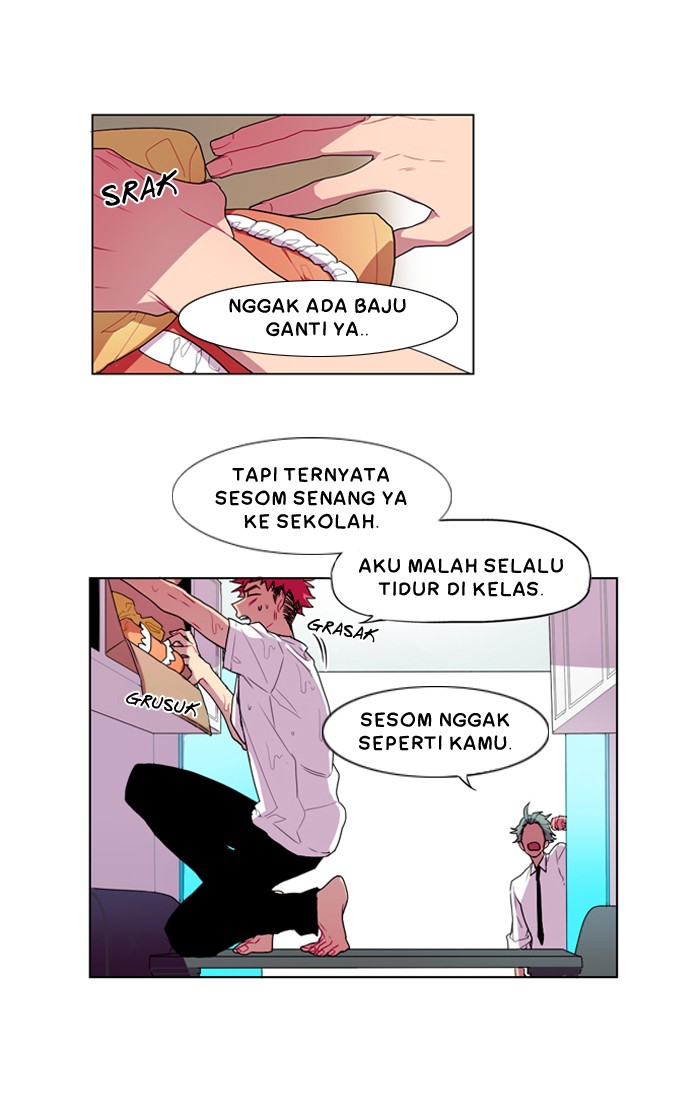 SRAK
NGGAK ADA BAJU
GANTI YA..
TAPI TERNYATA
SESOM SENANG YA
KE SEKOLAH.
AKU MALAH SELALU
TIDUR DI KELAS.
GRASAK
GRUSUK
SESOM NGGAK
SEPERTI KAMU.